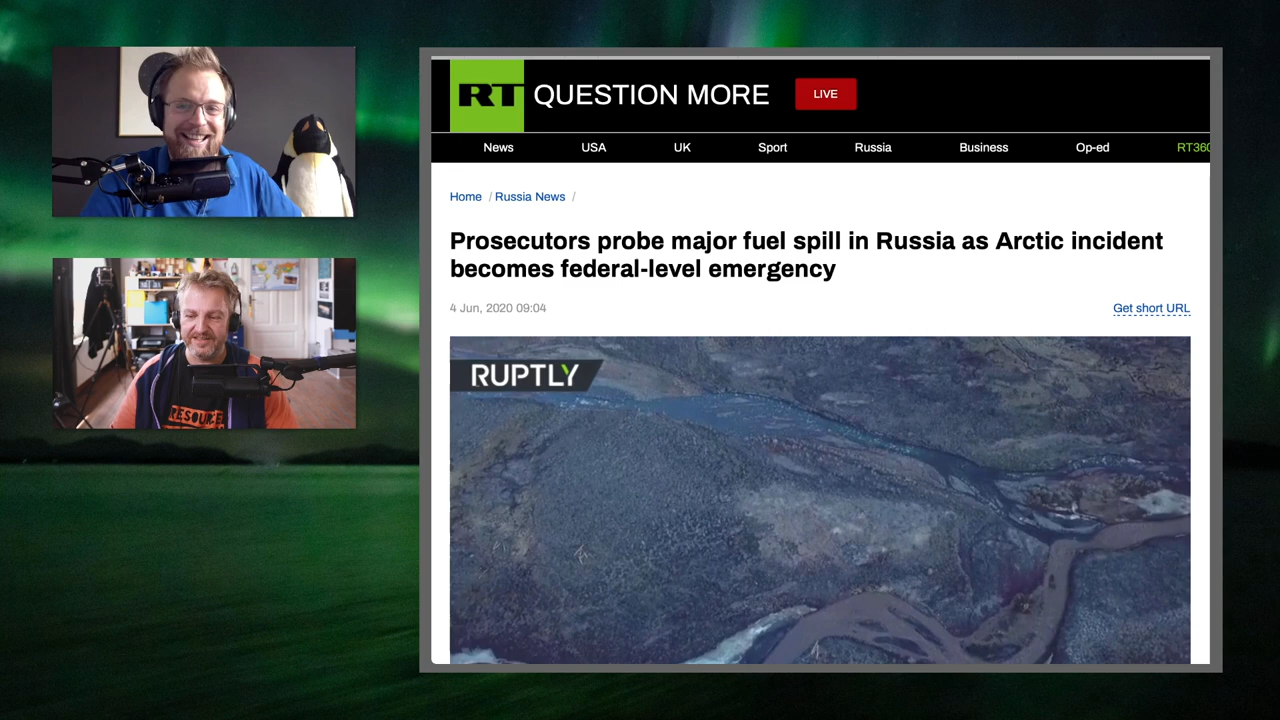 RT QUESTION MORE LIVE
News USA UK Sport Russia Business Op-ed RT360
Home / Russia News /
Prosecutors probe major fuel spill in Russia as Arctic incident
becomes federal-level emergency
4 Jun, 2020 09:04 Get short URL
RUPTLY